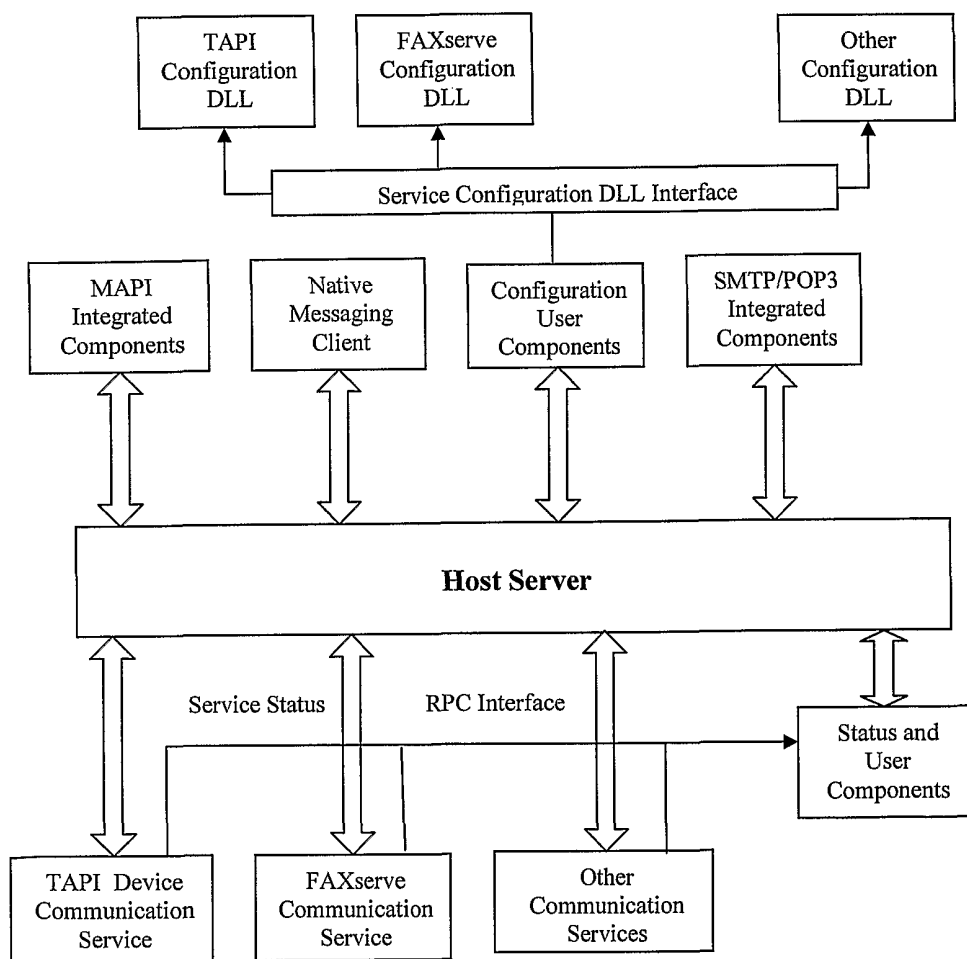 TAPI
Configuration
DLL
FAXserve
Configuration
DLL
Other
Configuration
DLL
Service Configuration DLL Interface
MAPI
Integrated
Components
Native
Messaging
Client
Configuration
User
Components
SMTP/POP3
Integrated
Components
Host Server
Service Status
RPC Interface
Status and
User
Components
TAPI Device
Communication
Service
FAXserve
Communication
Service
Other
Communication
Services